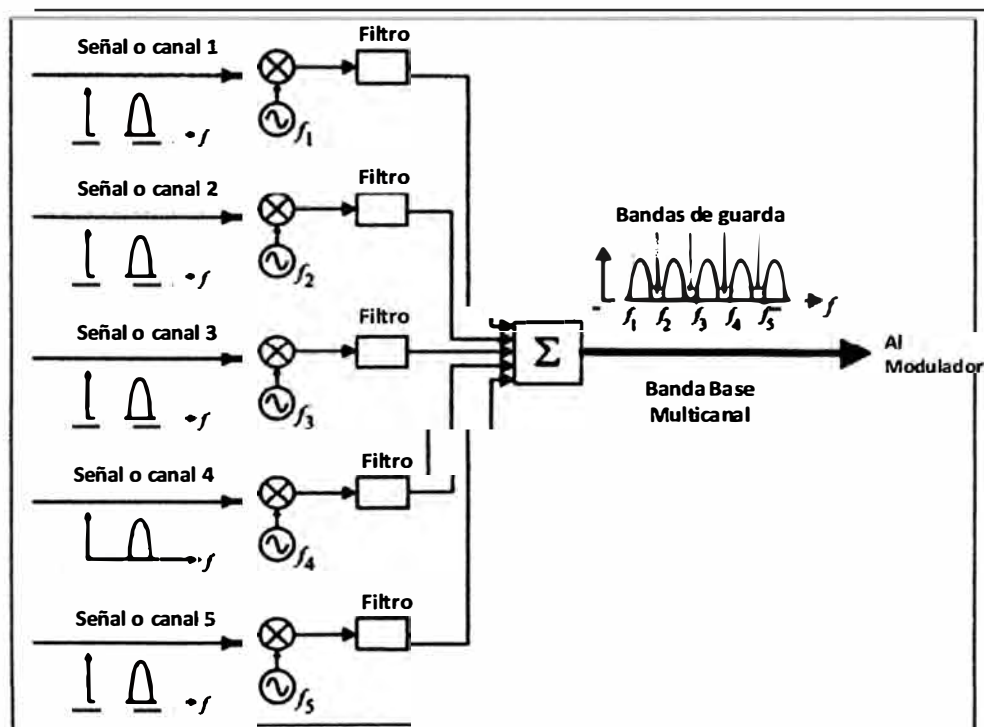 Señal o canal 1
Filtro
f
f₁
Señal o canal 2
Filtro
f
f₂
Bandas de guarda
f₁ f₂ f₃ f₄ f₅
f
Señal o canal 3
Filtro
f
f₃
Σ
Al
Modulador
Banda Base
Multicanal
Señal o canal 4
Filtro
f
f₄
Señal o canal 5
Filtro
f
f₅